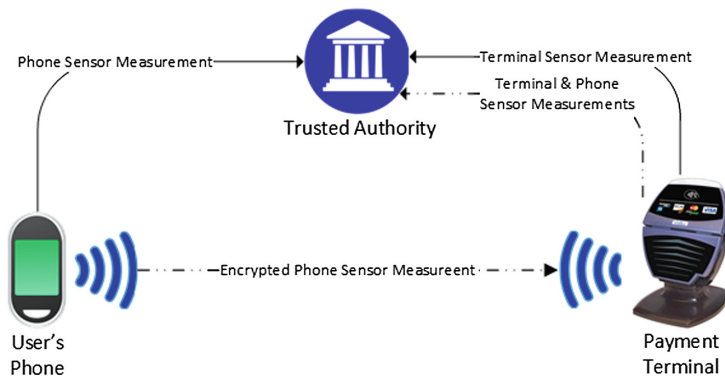 Phone Sensor Measurement
Terminal Sensor Measurement
Terminal & Phone
Sensor Measurements
Trusted Authority
Encrypted Phone Sensor Measureent
User's
Phone
Payment
Terminal
VISA